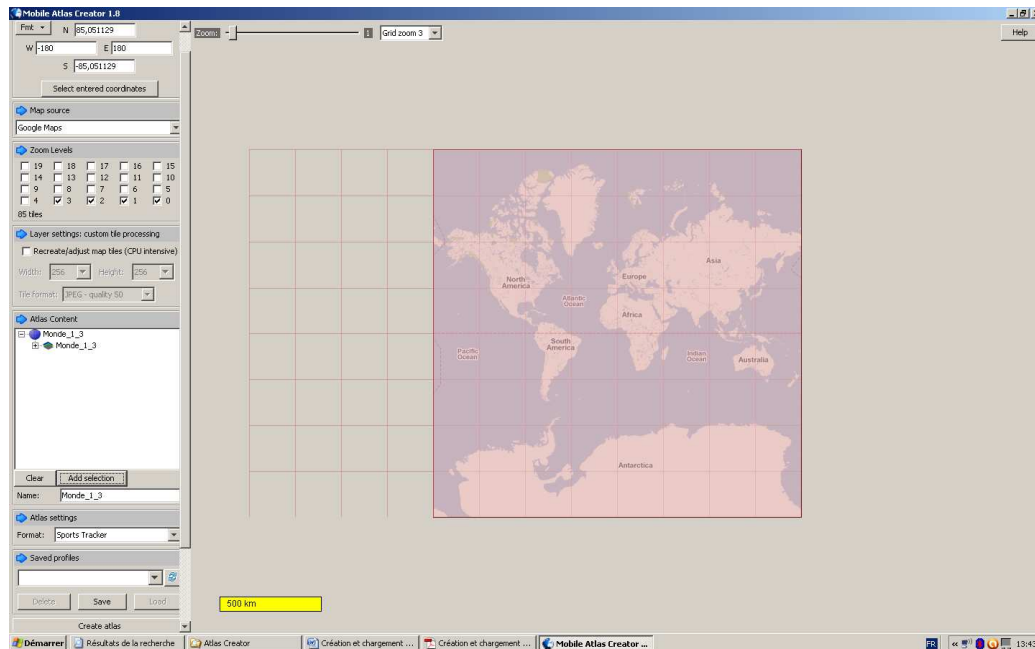 Mobile Atlas Creator 1.8
Fmt N 85,051129
W -180 E 180
S -85,051129
Select entered coordinates
Map source
Google Maps
Zoom Levels
19 18 17 16 15
14 13 12 11 10
9 8 7 6 5
4 3 2 1 0
85 tiles
Layer settings: custom tile processing
Recreate/adjust map tiles (CPU intensive)
Width: 256 Height: 256
Tile format: JPEG - quality 50
Atlas Content
Monde_1_3
Monde_1_3
Clear Add selection
Name: Monde_1_3
Atlas settings
Format: Sports Tracker
Saved profiles
Delete Save Load
Create atlas
Zoom: 1 Grid zoom 3
Help
North America
Europe
Asia
Atlantic Ocean
Africa
Pacific Ocean
South America
Indian Ocean
Australia
Antarctica
500 km
Démarrer Résultats de la recherche Atlas Creator Création et chargement ... Création et chargement ... Mobile Atlas Creator ... FR 13:43